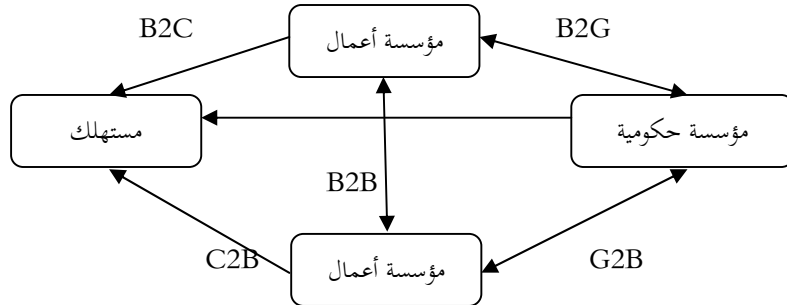 B2C
مؤسسة أعمال
B2G
مستهلك
مؤسسة حكومية
B2B
C2B
مؤسسة أعمال
G2B